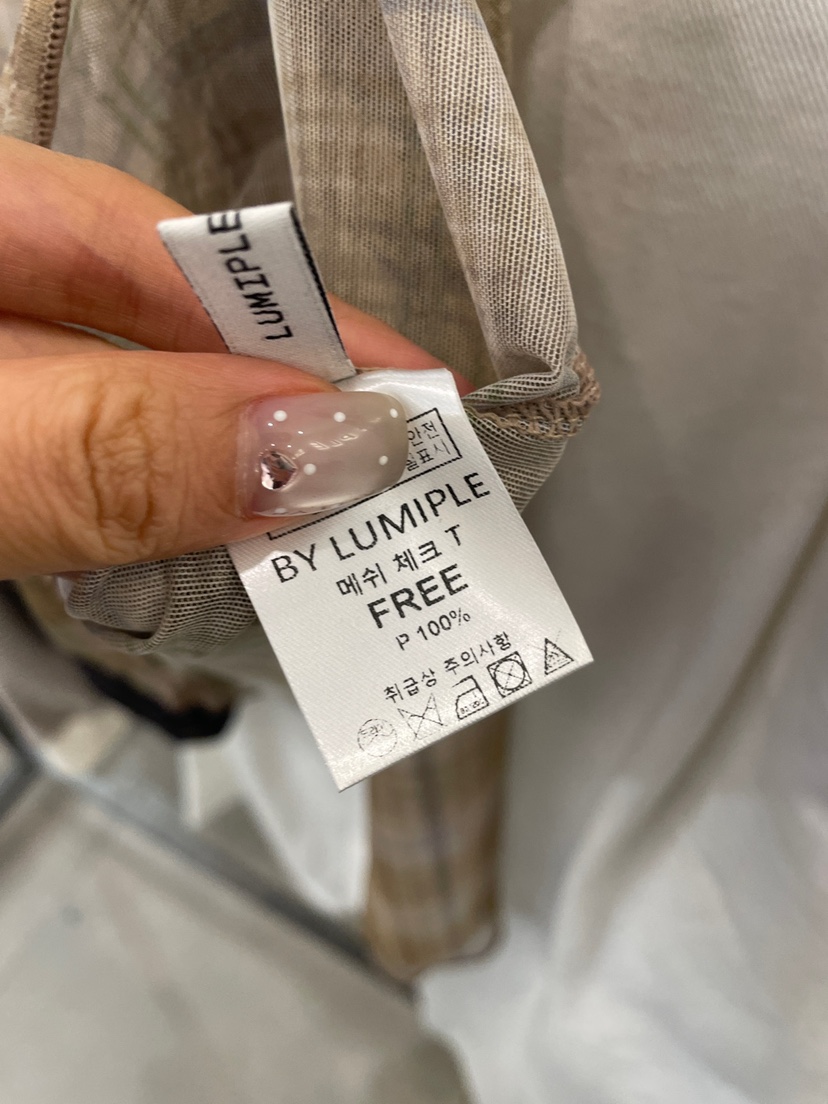 LUMIPLE
안전
표시
BY LUMIPLE
메쉬 체크 T
FREE
P 100%
취급상 주의사항